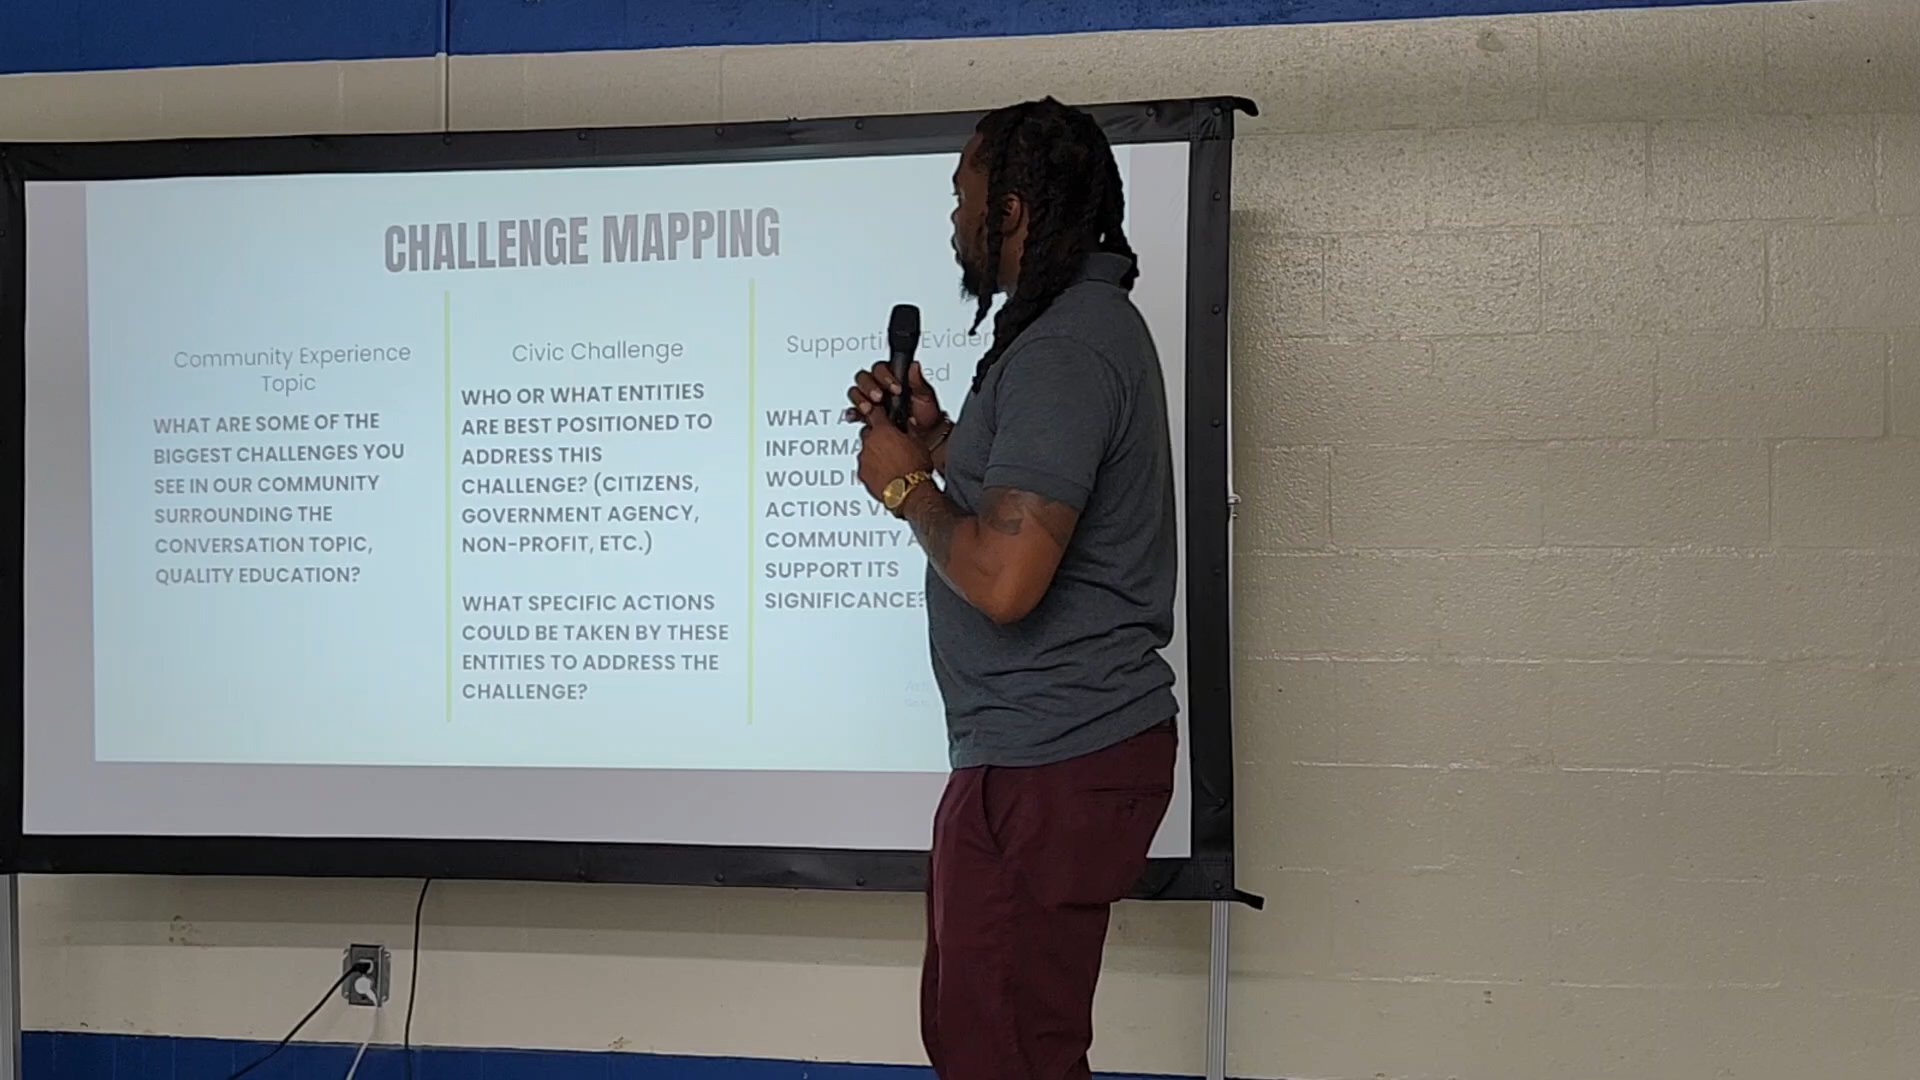 CHALLENGE MAPPING
Community Experience
Topic
WHAT ARE SOME OF THE
BIGGEST CHALLENGES YOU
SEE IN OUR COMMUNITY
SURROUNDING THE
CONVERSATION TOPIC,
QUALITY EDUCATION?
Civic Challenge
WHO OR WHAT ENTITIES
ARE BEST POSITIONED TO
ADDRESS THIS
CHALLENGE? (CITIZENS,
GOVERNMENT AGENCY,
NON-PROFIT, ETC.)
WHAT SPECIFIC ACTIONS
COULD BE TAKEN BY THESE
ENTITIES TO ADDRESS THE
CHALLENGE?
WHAT
WOULD
ACTIONS
COMMUNITY
SUPPORT ITS
SIGNIFICANCE?